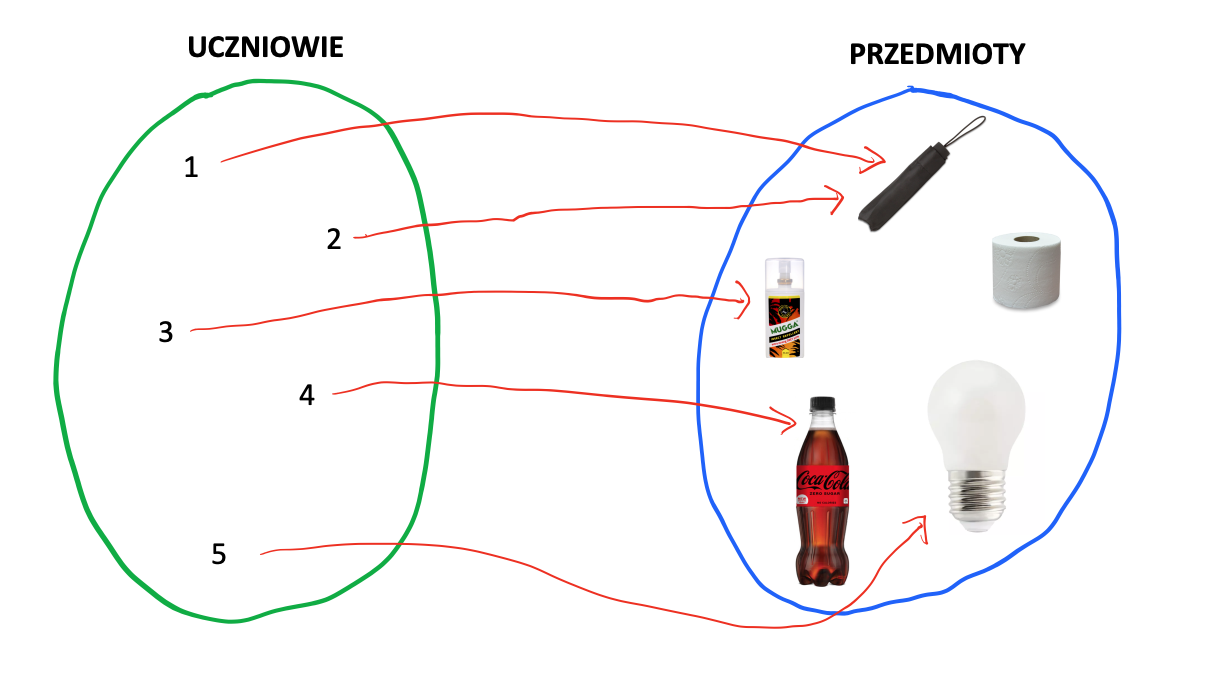 UCZNIOWIE
PRZEDMIOTY
1
2
3
4
5
MUGGA
Coca-Cola
ZERO SUGAR